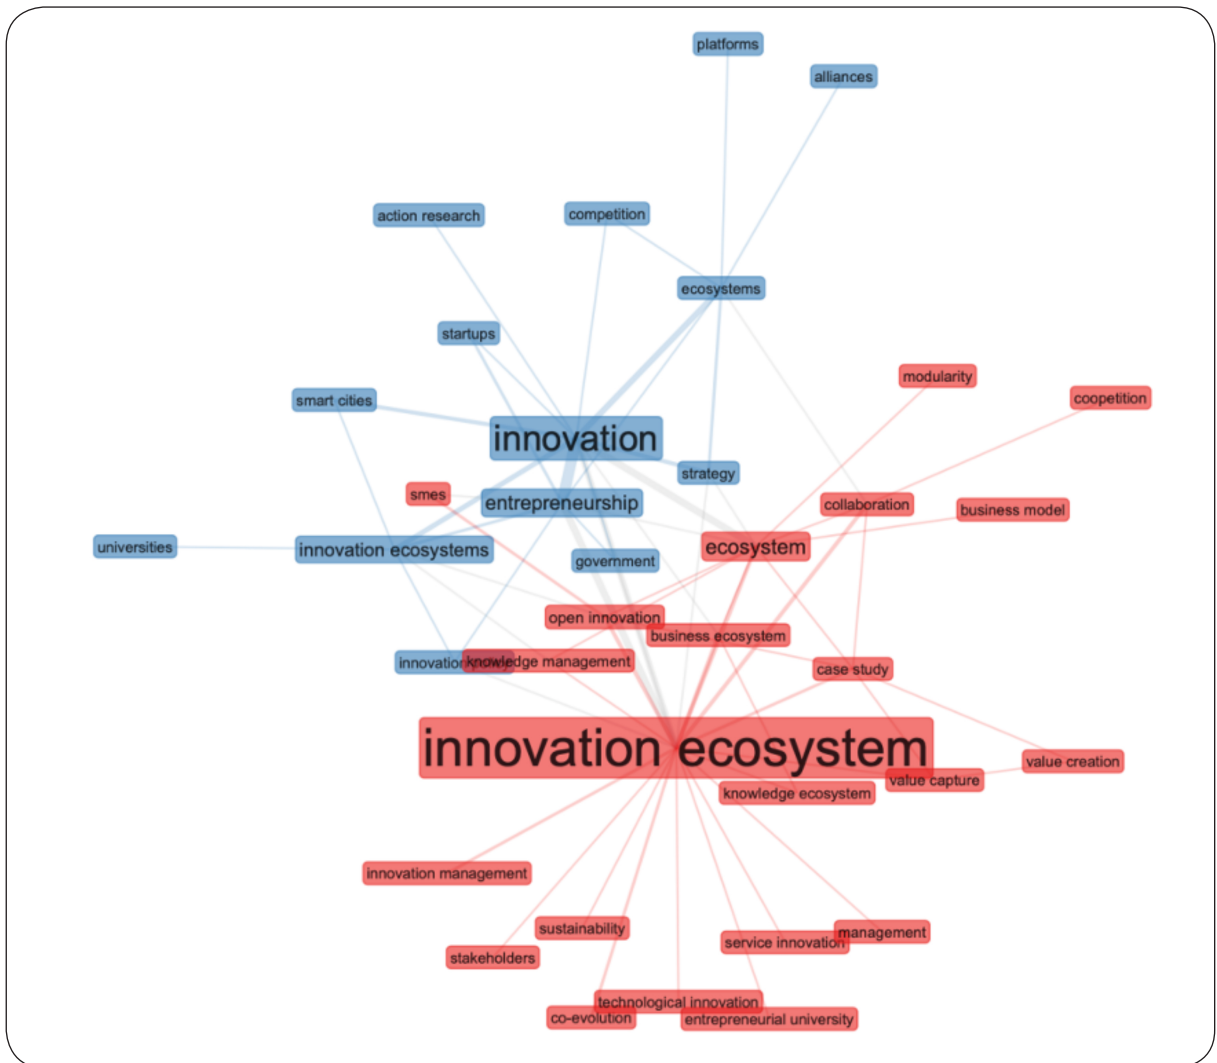 platforms
alliances
action research
competition
ecosystems
startups
modularity
smart cities
coopetition
innovation
strategy
smes
entrepreneurship
collaboration
business model
universities
innovation ecosystems
ecosystem
government
open innovation
business ecosystem
innovation
knowledge management
case study
innovation ecosystem
value creation
value capture
knowledge ecosystem
innovation management
sustainability
management
service innovation
stakeholders
technological innovation
co-evolution
entrepreneurial university